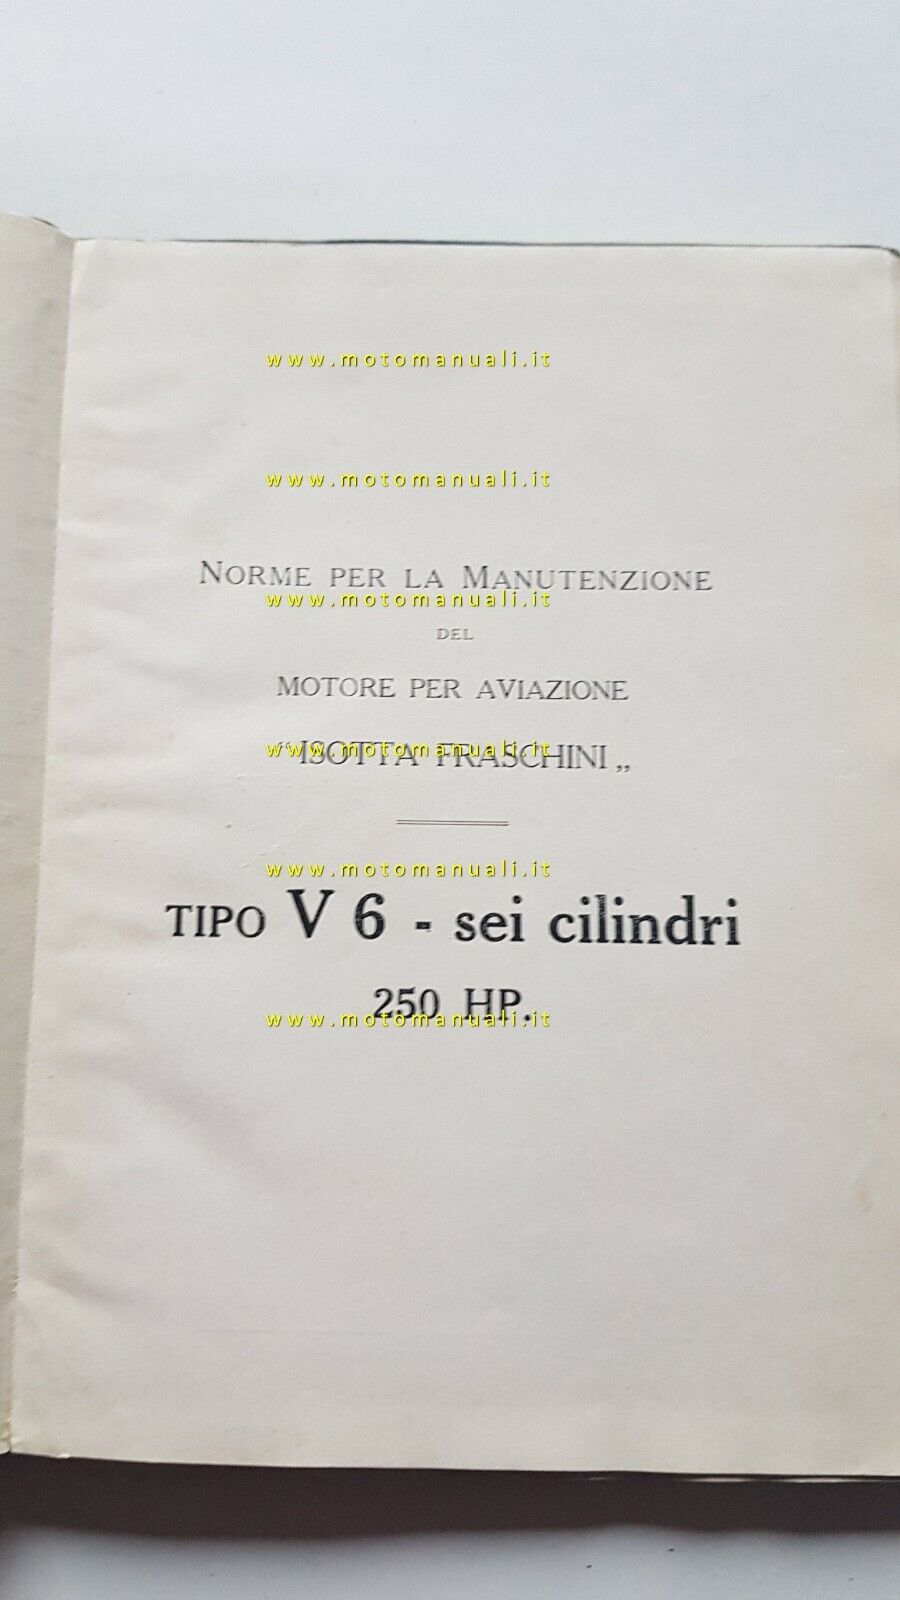 www.motomanuali.it
www.motomanuali.it
NORME PER LA MANUTENZIONE
www.motomanuali.it
DEL
MOTORE PER AVIAZIONE
“ISOTTA FRASCHINI„
www.motomanuali.it
www.motomanuali.it
TIPO V 6 - sei cilindri
250 HP.
www.motomanuali.it